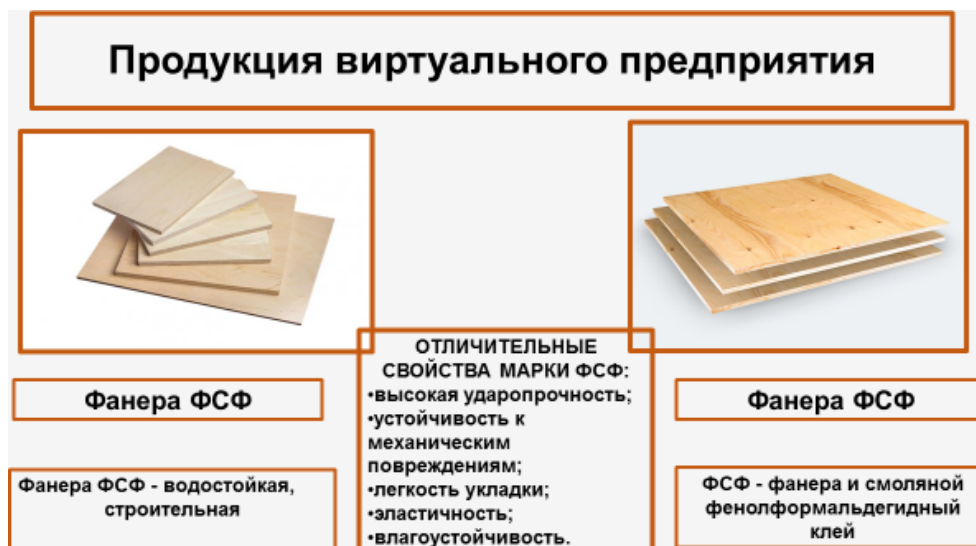 Продукция виртуального предприятия
Фанера ФСФ
Фанера ФСФ - водостойкая,
строительная
ОТЛИЧИТЕЛЬНЫЕ
СВОЙСТВА МАРКИ ФСФ:
•высокая ударопрочность;
•устойчивость к
механическим
повреждениям;
•легкость укладки;
•эластичность;
•влагоустойчивость.
Фанера ФСФ
ФСФ - фанера и смоляной
фенолформальдегидный
клей